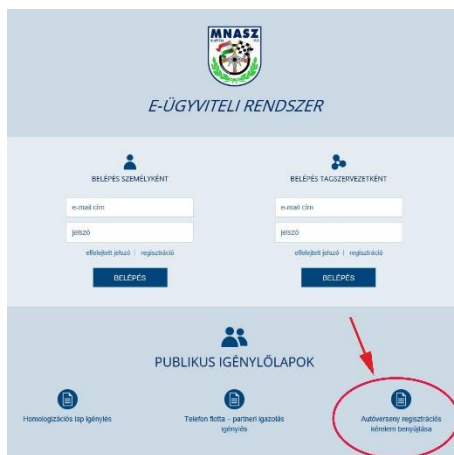 MNASZ
E-ÜGYVITELI RENDSZER
BELÉPÉS SZEMÉLYKÉNT
BELÉPÉS TAGSZERVEZETKÉNT
e-mail cím
e-mail cím
jelszó
jelszó
elfelejtett jelszó | regisztráció
elfelejtett jelszó | regisztráció
BELÉPÉS
BELÉPÉS
PUBLIKUS IGÉNYLŐLAPOK
Homologizációs lap igénylés
Telefon flotta – partneri igazolás
igénylés
Autóverseny regisztrációs
kérelem benyújtása